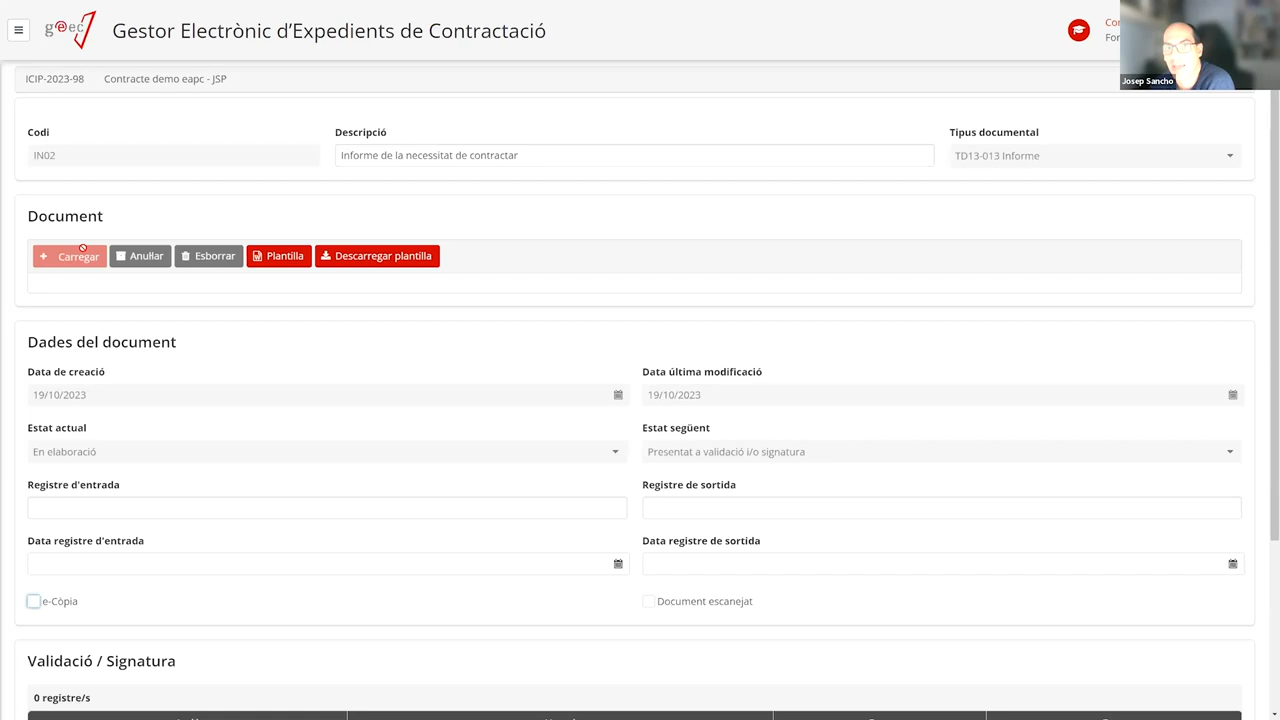 geec
Gestor Electrònic d'Expedients de Contractació
Josep Sancho
ICIP-2023-98 Contracte demo eapc - JSP
Codi Descripció Tipus documental
IN02 Informe de la necessitat de contractar TD13-013 Informe
Document
Carregar Anul·lar Esborrar Plantilla Descarregar plantilla
Dades del document
Data de creació Data última modificació
19/10/2023 19/10/2023
Estat actual Estat següent
En elaboració Presentat a validació i/o signatura
Registre d'entrada Registre de sortida
Data registre d'entrada Data registre de sortida
e-Còpia Document escanejat
Validació / Signatura
0 registre/s